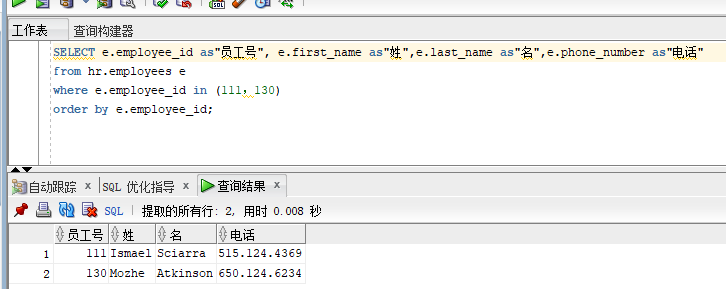 SQL
工作表 查询构建器
SELECT e.employee_id as"员工号", e.first_name as"姓",e.last_name as"名",e.phone_number as"电话"
from hr.employees e
where e.employee_id in (111，130)
order by e.employee_id;
自动跟踪 x SQL 优化指导 x 查询结果 x
SQL | 提取的所有行: 2, 用时 0.008 秒
员工号 姓 名 电话
1 111 Ismael Sciarra 515.124.4369
2 130 Mozhe Atkinson 650.124.6234